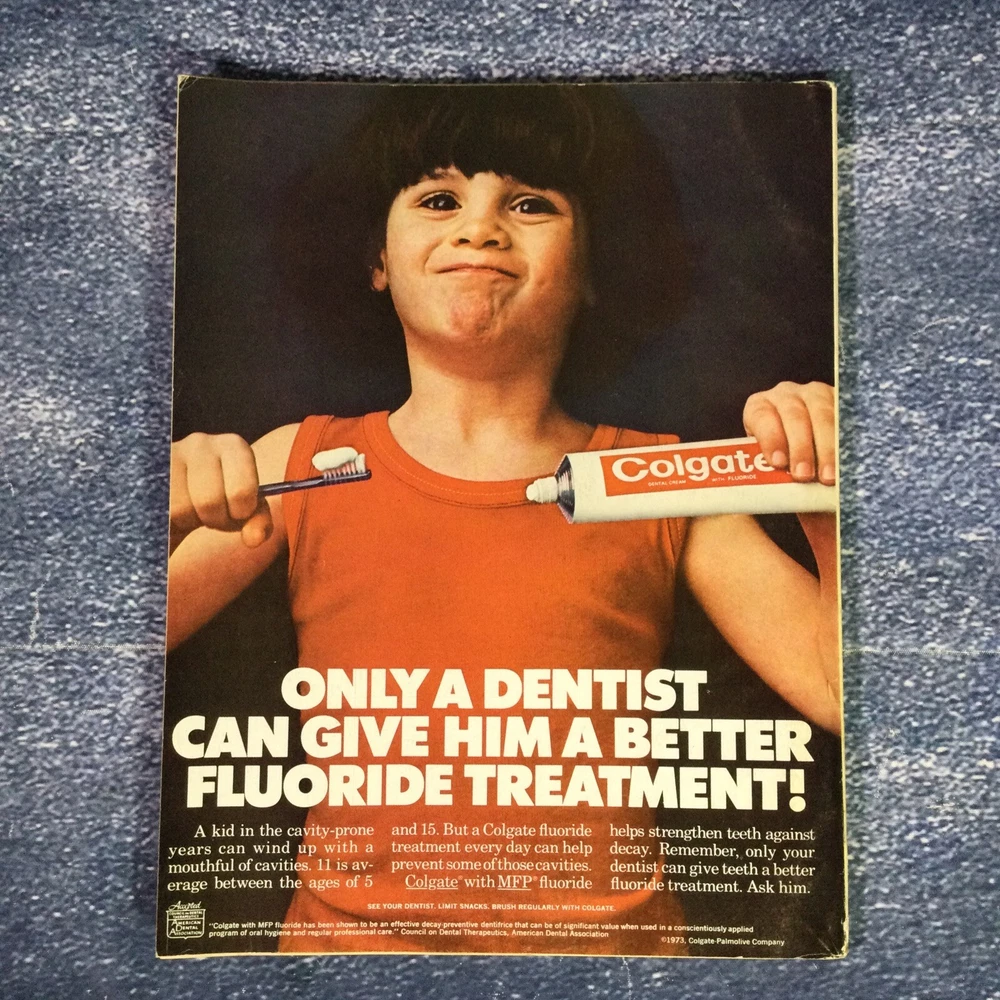 Colgate
DENTAL CREAM WITH FLUORIDE
ONLY A DENTIST
CAN GIVE HIM A BETTER
FLUORIDE TREATMENT!
A kid in the cavity-prone
years can wind up with a
mouthful of cavities. 11 is av-
erage between the ages of 5
and 15. But a Colgate fluoride
treatment every day can help
prevent some of those cavities.
Colgate® with MFP® fluoride
helps strengthen teeth against
decay. Remember, only your
dentist can give teeth a better
fluoride treatment. Ask him.
SEE YOUR DENTIST. LIMIT SNACKS. BRUSH REGULARLY WITH COLGATE.
Accepted
COUNCIL ON DENTAL
THERAPEUTICS
AMERICAN
DENTAL
ASSOCIATION
"Colgate with MFP fluoride has been shown to be an effective decay-preventive dentifrice that can be of significant value when used in a conscientiously applied
program of oral hygiene and regular professional care." Council on Dental Therapeutics, American Dental Association
©1973, Colgate-Palmolive Company